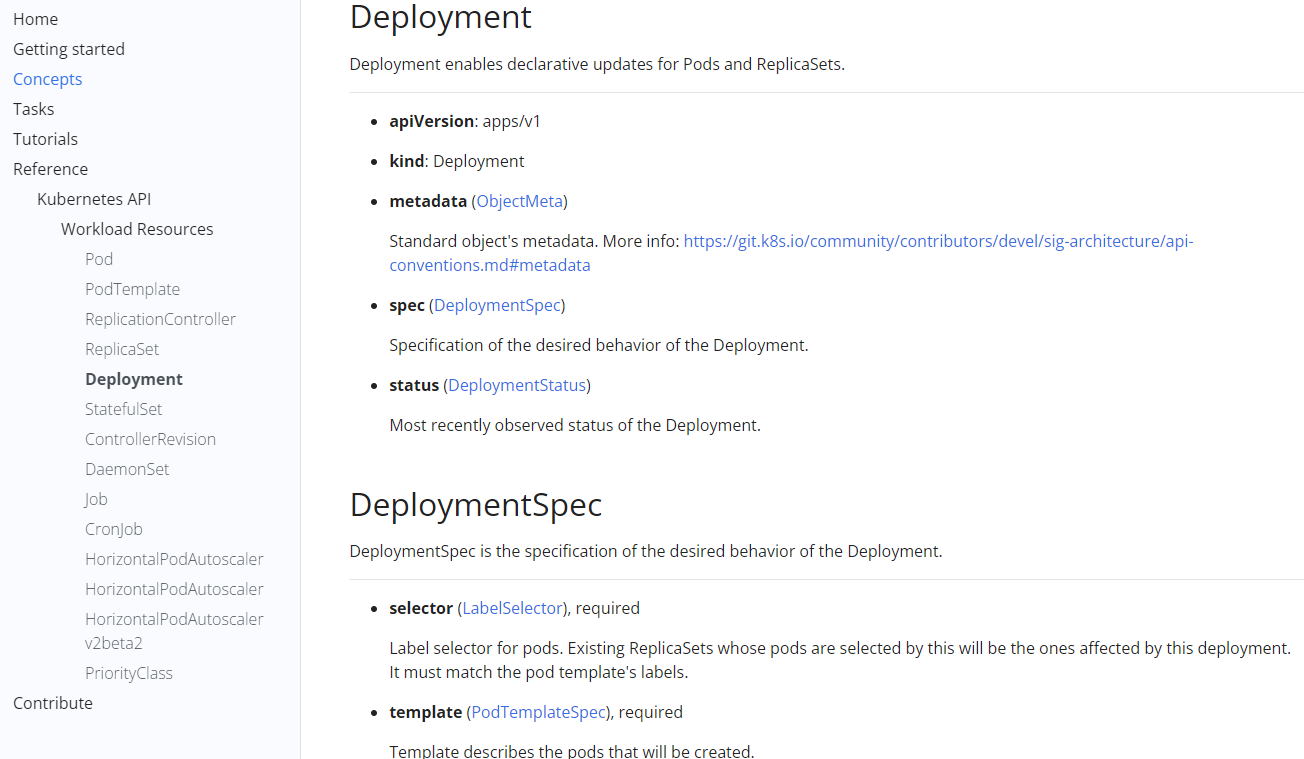 Home
Getting started
Concepts
Tasks
Tutorials
Reference
Kubernetes API
Workload Resources
Pod
PodTemplate
ReplicationController
ReplicaSet
Deployment
StatefulSet
ControllerRevision
DaemonSet
Job
CronJob
HorizontalPodAutoscaler
HorizontalPodAutoscaler
HorizontalPodAutoscaler
v2beta2
PriorityClass
Contribute
Deployment
Deployment enables declarative updates for Pods and ReplicaSets.
• apiVersion: apps/v1
• kind: Deployment
• metadata (ObjectMeta)
Standard object's metadata. More info: https://git.k8s.io/community/contributors/devel/sig-architecture/api-
conventions.md#metadata
• spec (DeploymentSpec)
Specification of the desired behavior of the Deployment.
• status (DeploymentStatus)
Most recently observed status of the Deployment.
DeploymentSpec
DeploymentSpec is the specification of the desired behavior of the Deployment.
• selector (LabelSelector), required
Label selector for pods. Existing ReplicaSets whose pods are selected by this will be the ones affected by this deployment.
It must match the pod template's labels.
• template (PodTemplateSpec), required
Template describes the pods that will be created.